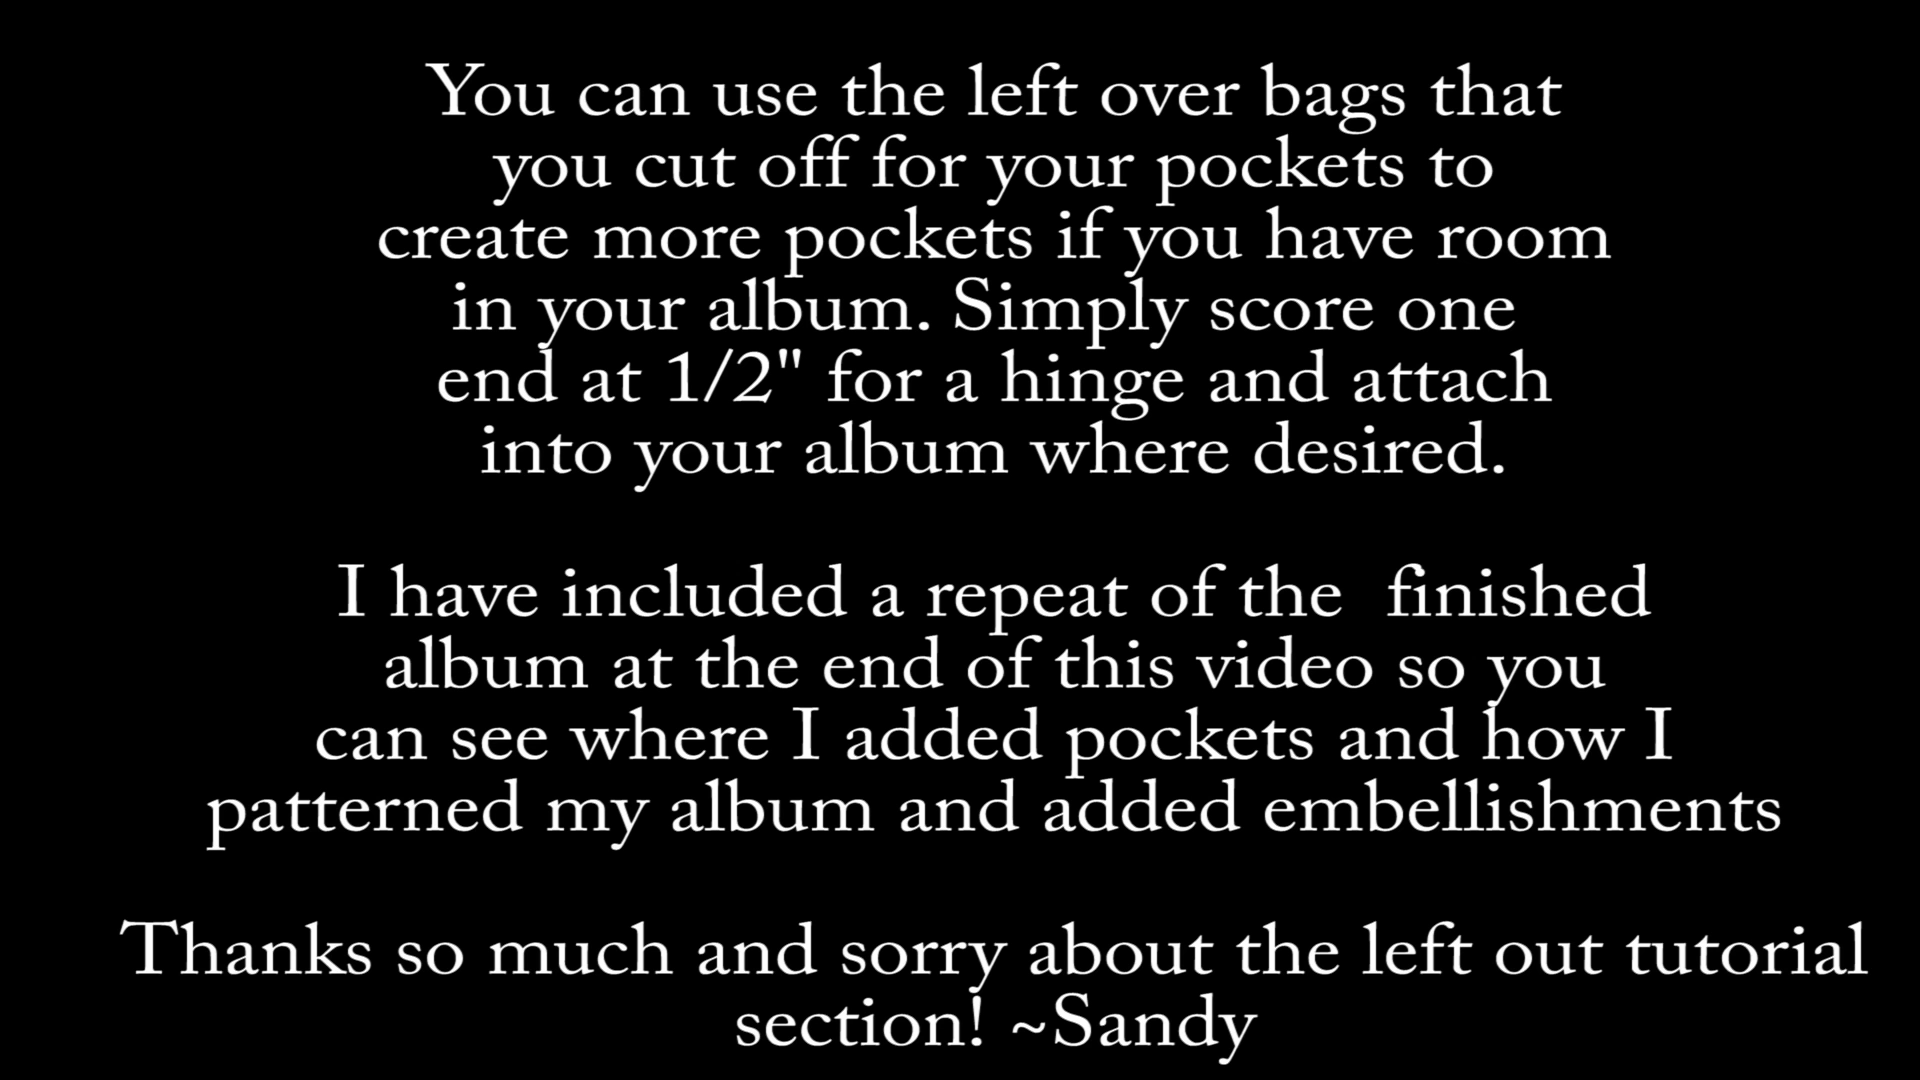 You can use the left over bags that
you cut off for your pockets to
create more pockets if you have room
in your album. Simply score one
end at 1/2" for a hinge and attach
into your album where desired.
I have included a repeat of the  finished
album at the end of this video so you
can see where I added pockets and how I
patterned my album and added embellishments
Thanks so much and sorry about the left out tutorial
section! ~Sandy